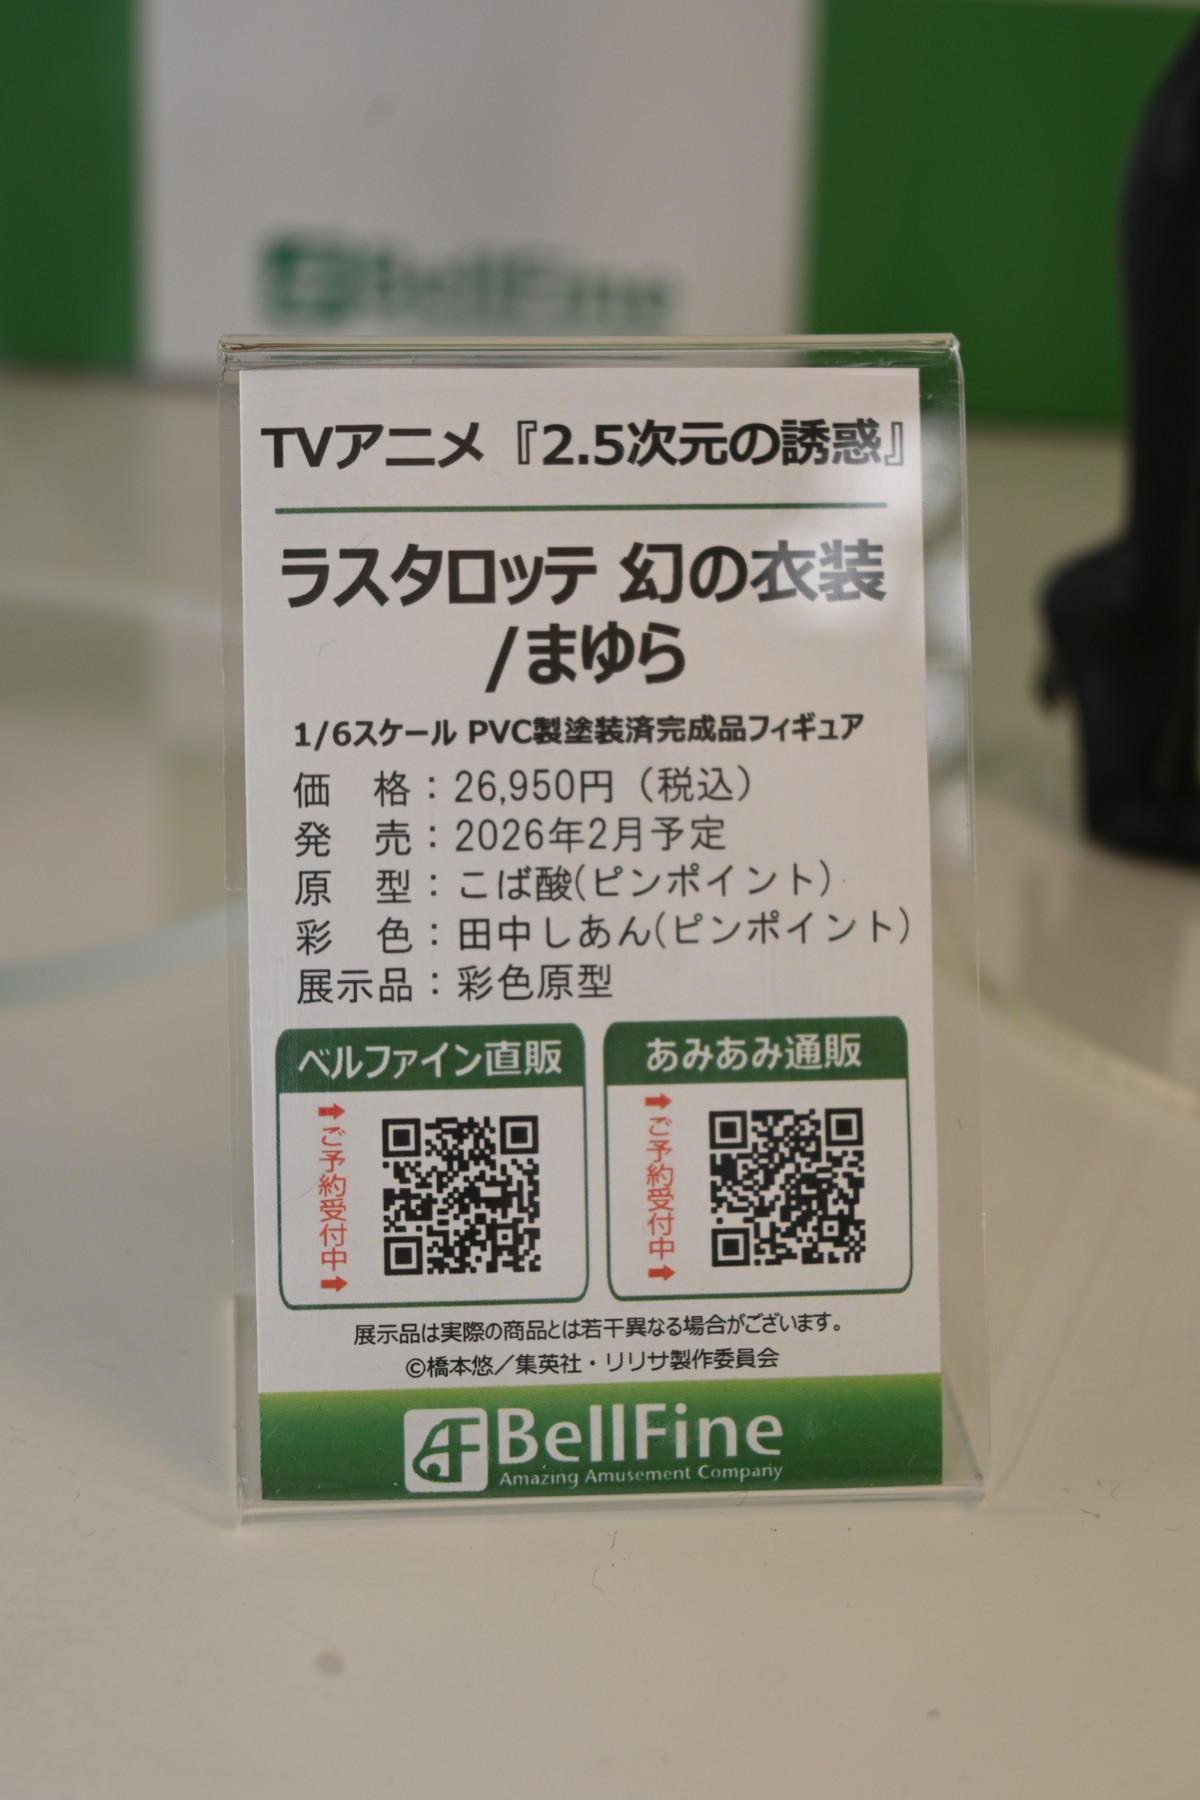 BellFine
TVアニメ『2.5次元の誘惑』
ラスタロッテ 幻の衣装
/まゆら
1/6スケール PVC製塗装済完成品フィギュア
価　格：26,950円（税込）
発　売：2026年2月予定
原　型：こば酸(ピンポイント)
彩　色：田中しあん(ピンポイント)
展示品：彩色原型
ベルファイン直販
➡ご予約受付中➡
あみあみ通販
➡ご予約受付中➡
展示品は実際の商品とは若干異なる場合がございます。
©橋本悠／集英社・リリサ製作委員会
BellFine
Amazing Amusement Company